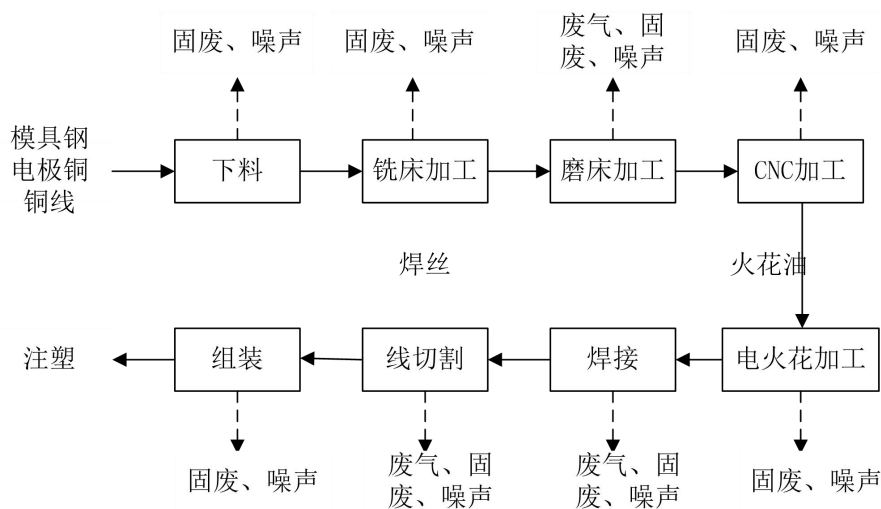 固废、噪声
固废、噪声
废气、固
废、噪声
固废、噪声
模具钢
电极铜
铜线
下料
铣床加工
磨床加工
CNC加工
焊丝
火花油
注塑
组装
线切割
焊接
电火花加工
固废、噪声
废气、固
废、噪声
废气、固
废、噪声
固废、噪声